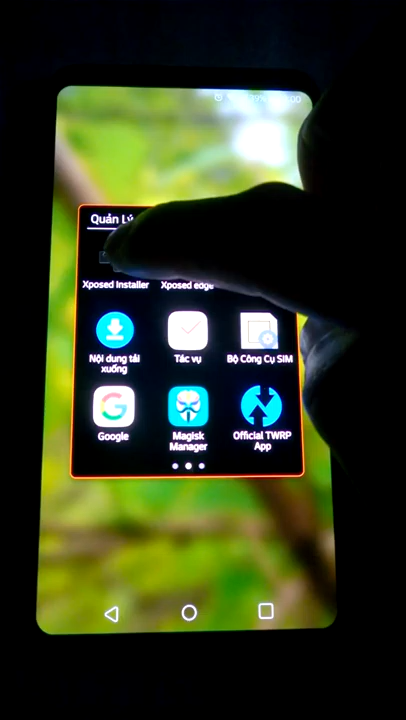 Quản Lý
Xposed Installer
Xposed edge
Nội dung tải
xuống
Tác vụ
Bộ Công Cụ SIM
Google
Magisk
Manager
Official TWRP
App